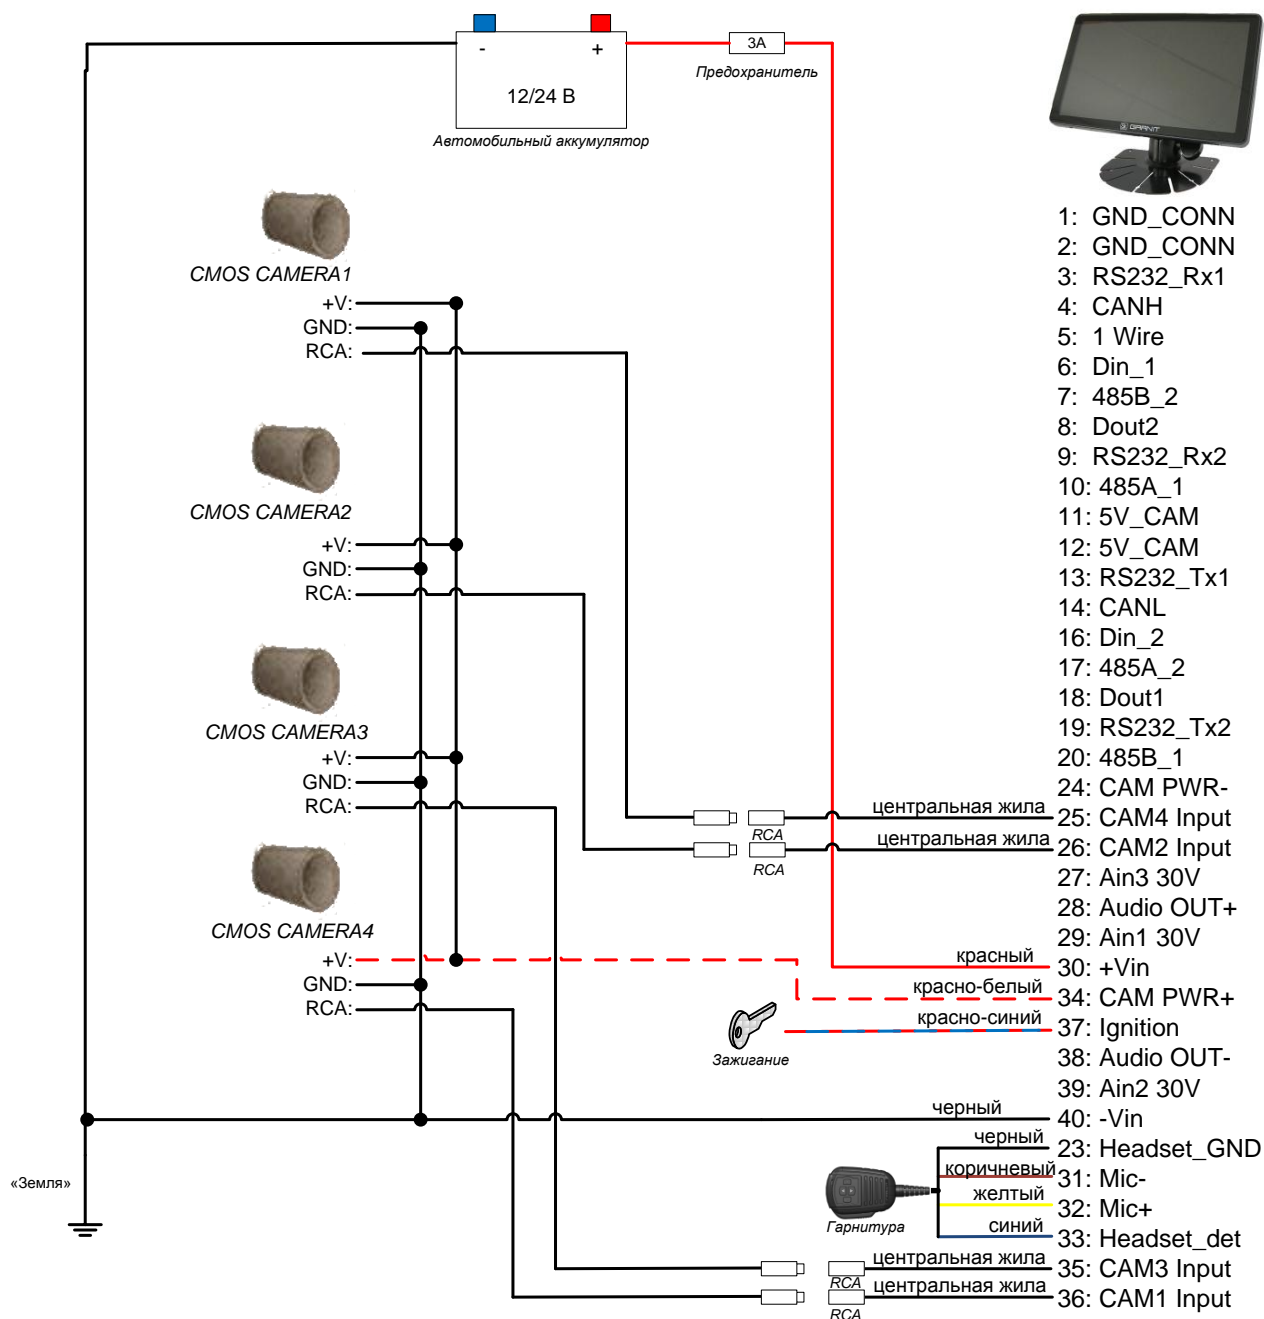 - +
12/24 В
Автомобильный аккумулятор
3А
Предохранитель
GRANIT
CMOS CAMERA1
+V:
GND:
RCA:
CMOS CAMERA2
+V:
GND:
RCA:
CMOS CAMERA3
+V:
GND:
RCA:
CMOS CAMERA4
+V:
GND:
RCA:
«Земля»
1: GND_CONN
2: GND_CONN
3: RS232_Rx1
4: CANH
5: 1 Wire
6: Din_1
7: 485B_2
8: Dout2
9: RS232_Rx2
10: 485A_1
11: 5V_CAM
12: 5V_CAM
13: RS232_Tx1
14: CANL
16: Din_2
17: 485A_2
18: Dout1
19: RS232_Tx2
20: 485B_1
24: CAM PWR-
RCA центральная жила 25: CAM4 Input
RCA центральная жила 26: CAM2 Input
27: Ain3 30V
28: Audio OUT+
29: Ain1 30V
красный 30: +Vin
красно-белый 34: CAM PWR+
красно-синий 37: Ignition
Зажигание
38: Audio OUT-
39: Ain2 30V
черный 40: -Vin
черный 23: Headset_GND
коричневый 31: Mic-
желтый 32: Mic+
Гарнитура
синий 33: Headset_det
RCA центральная жила 35: CAM3 Input
RCA центральная жила 36: CAM1 Input